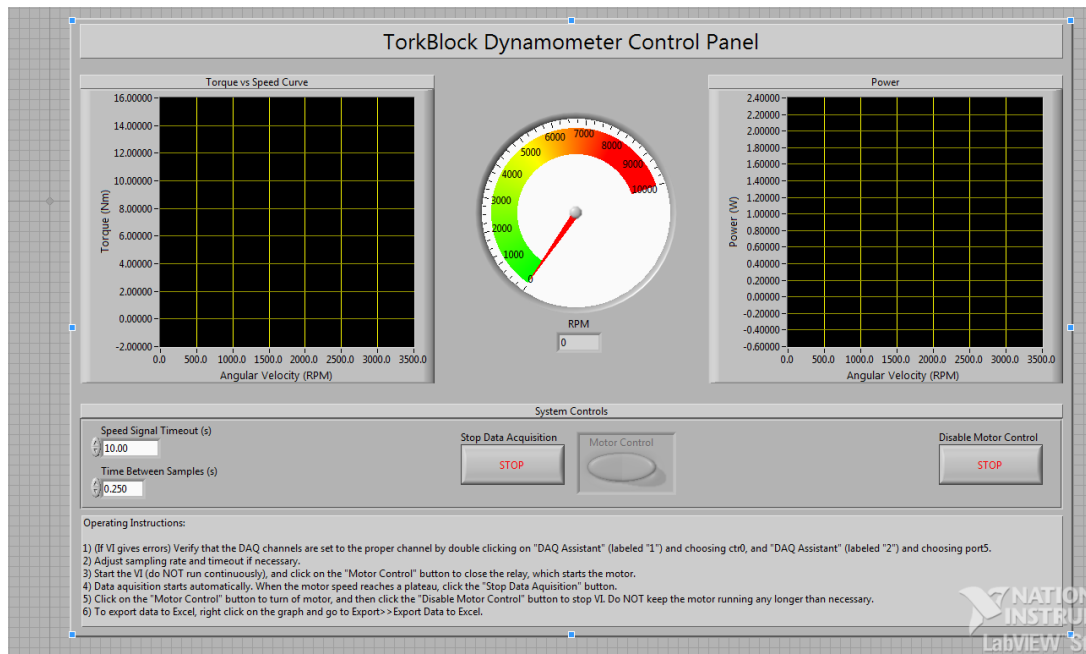 TorkBlock Dynamometer Control Panel
Torque vs Speed Curve
16.00000
14.00000
12.00000
10.00000
8.00000
6.00000
4.00000
2.00000
0.00000
-2.00000
Torque (Nm)
0.0 500.0 1000.0 1500.0 2000.0 2500.0 3000.0 3500.0
Angular Velocity (RPM)
0
1000
2000
3000
4000
5000
6000
7000
8000
9000
10000
RPM
0
Power
2.40000
2.20000
2.00000
1.80000
1.60000
1.40000
1.20000
1.00000
0.80000
0.60000
0.40000
0.20000
0.00000
-0.20000
-0.40000
-0.60000
Power (W)
0.0 500.0 1000.0 1500.0 2000.0 2500.0 3000.0 3500.0
Angular Velocity (RPM)
System Controls
Speed Signal Timeout (s)
10.00
Time Between Samples (s)
0.250
Stop Data Acquisition
STOP
Motor Control
Disable Motor Control
STOP
Operating Instructions:
1) (If VI gives errors) Verify that the DAQ channels are set to the proper channel by double clicking on "DAQ Assistant" (labeled "1") and choosing ctr0, and "DAQ Assistant" (labeled "2") and choosing port5.
2) Adjust sampling rate and timeout if necessary.
3) Start the VI (do NOT run continuously), and click on the "Motor Control" button to close the relay, which starts the motor.
4) Data aquisition starts automatically. When the motor speed reaches a plateau, click the "Stop Data Aquisition" button.
5) Click on the "Motor Control" button to turn of motor, and then click the "Disable Motor Control" button to stop VI. Do NOT keep the motor running any longer than necessary.
6) To export data to Excel, right click on the graph and go to Export>>Export Data to Excel.
NATION
INSTRU
LabVIEW S